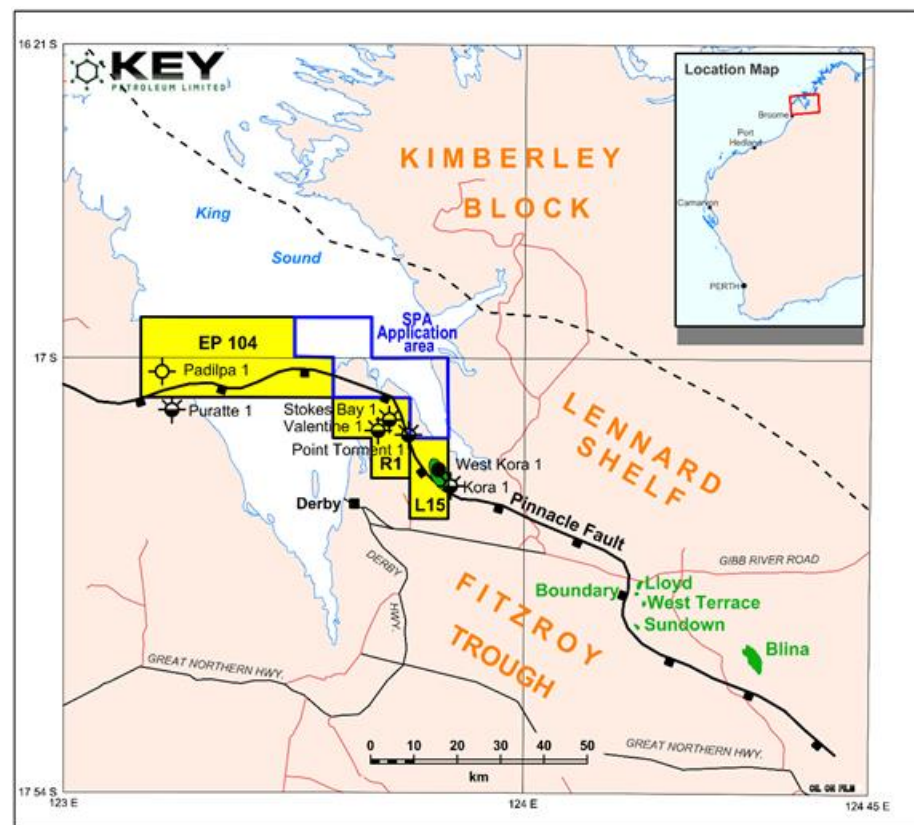 16 21 S
KEY
PETROLEUM LIMITED
Location Map
Broome
Port
Hedland
Carnarvon
PERTH
KIMBERLEY
BLOCK
King
Sound
SPA
Application
area
EP 104
17 S
Padilpa 1
Puratte 1
Stokes Bay 1
Valentine 1
Point Torment 1
R1
West Kora 1
Kora 1
L15
LENNARD
SHELF
Derby
Pinnacle Fault
DERBY
HWY.
GIBB RIVER ROAD
FITZROY
TROUGH
Boundary
Lloyd
West Terrace
Sundown
Blina
GREAT NORTHERN HWY.
GREAT NORTHERN HWY.
0 10 20 30 40 50
km
17 54 S
123 E
124 E
124 45 E